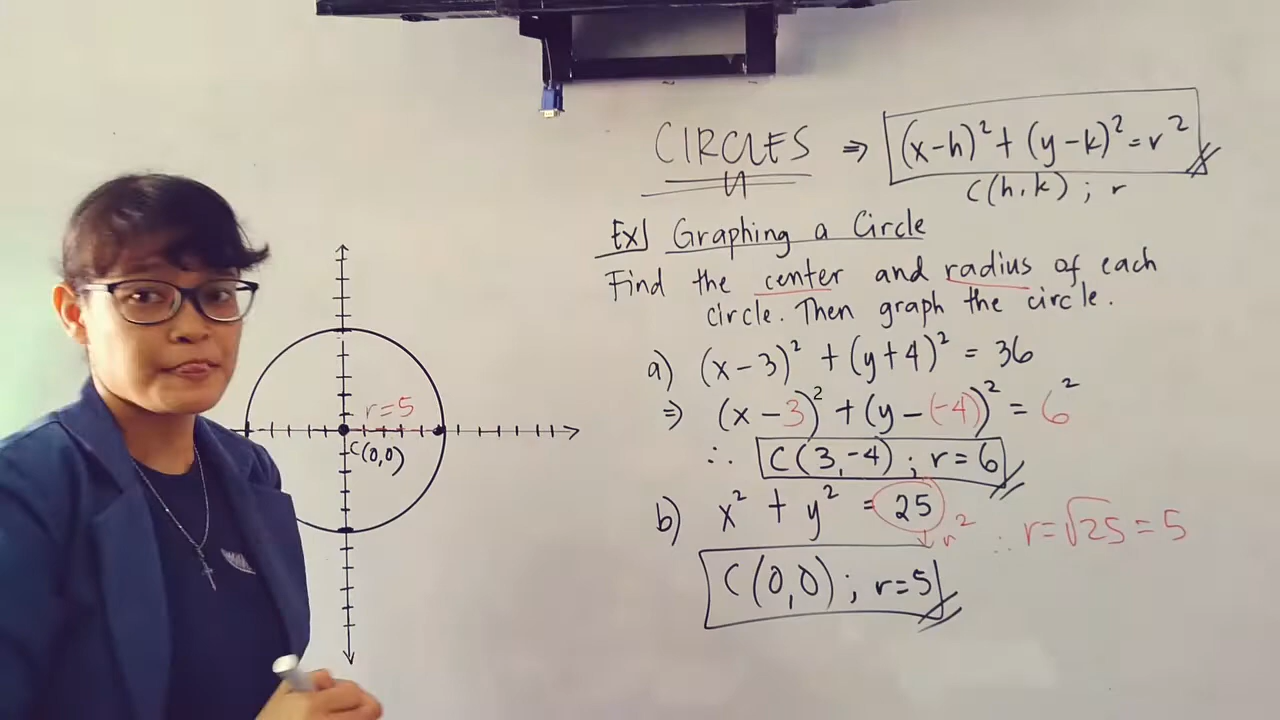 CIRCLES ⇒ (x-h)² + (y-k)² = r²
C(h,k) ; r
Ex) Graphing a Circle
Find the center and radius of each
circle. Then graph the circle.
a) (x-3)² + (y+4)² = 36
⇒ (x-3)² + (y-(-4))² = 6²
∴ C(3,-4) ; r=6
b) x² + y² = 25
↓ r² ∴ r=√25 = 5
C(0,0) ; r=5
r=5
C(0,0)